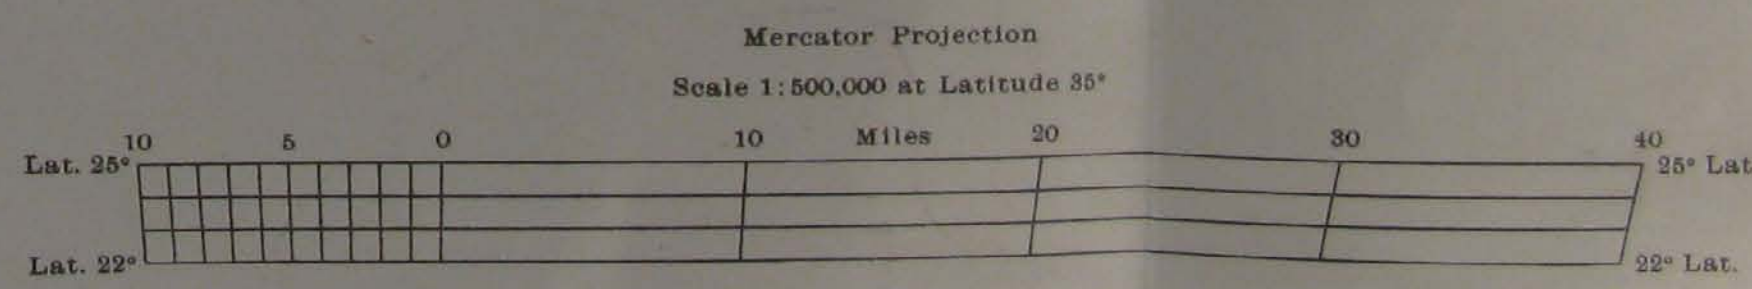 Mercator Projection
Scale 1:500,000 at Latitude 35°
10 5 0 10 Miles 20 30 40
Lat. 25° 25° Lat
Lat. 22° 22° Lat.